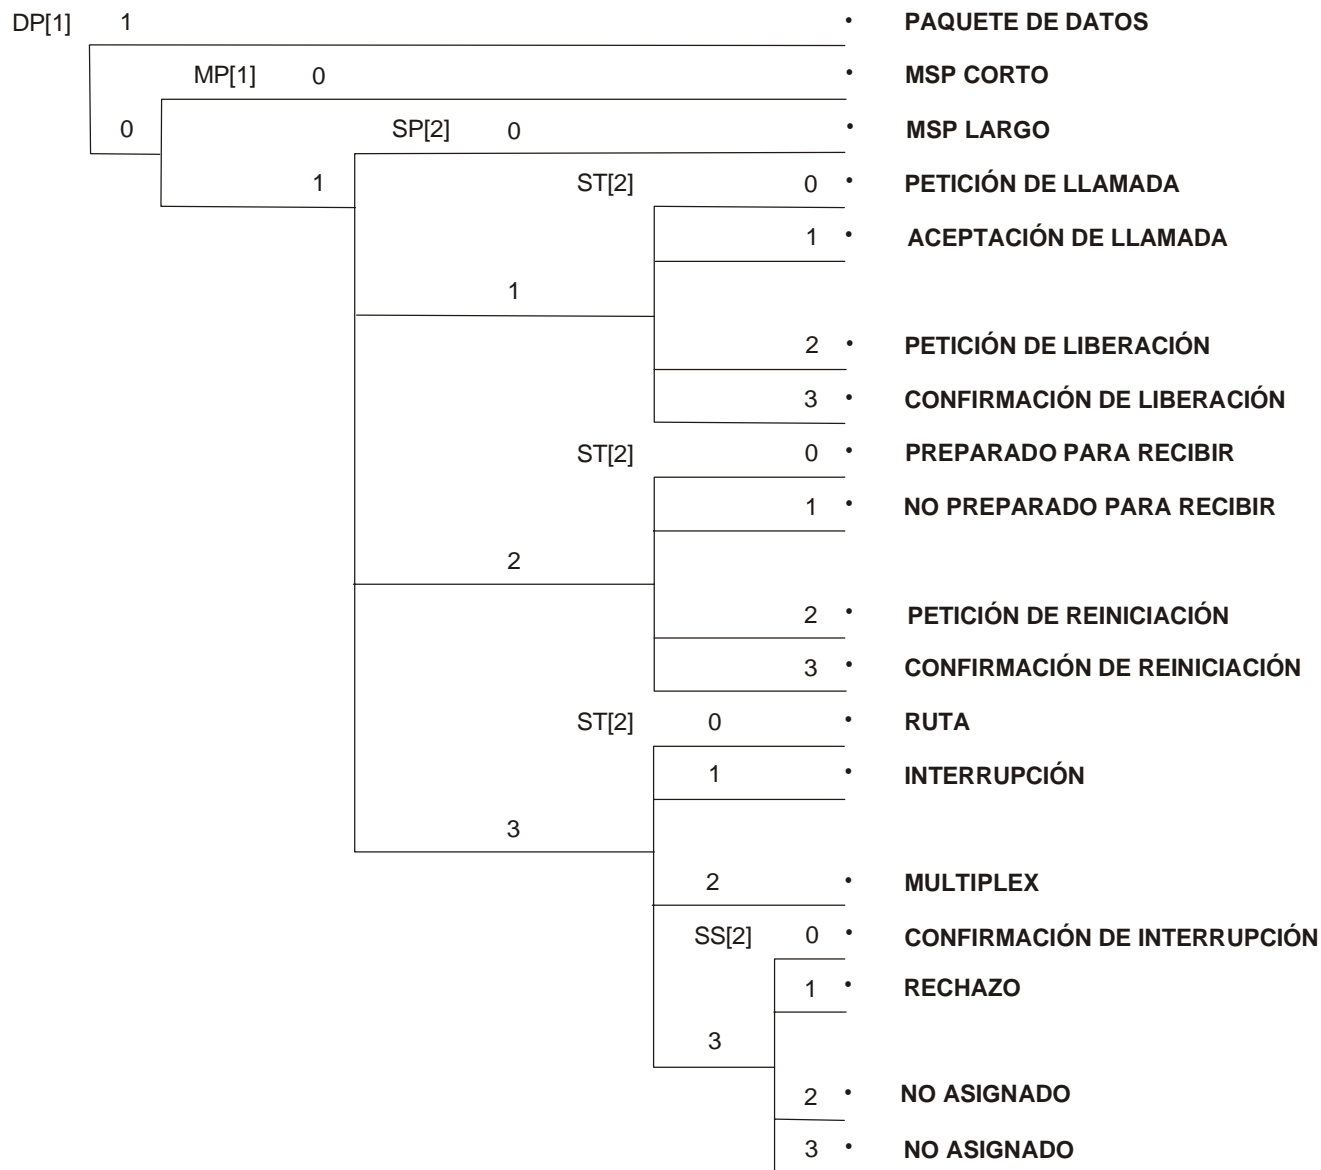 DP[1] 1 • PAQUETE DE DATOS
MP[1] 0 • MSP CORTO
0 SP[2] 0 • MSP LARGO
1 ST[2] 0 • PETICIÓN DE LLAMADA
1 • ACEPTACIÓN DE LLAMADA
1
2 • PETICIÓN DE LIBERACIÓN
3 • CONFIRMACIÓN DE LIBERACIÓN
ST[2] 0 • PREPARADO PARA RECIBIR
1 • NO PREPARADO PARA RECIBIR
2
2 • PETICIÓN DE REINICIACIÓN
3 • CONFIRMACIÓN DE REINICIACIÓN
ST[2] 0 • RUTA
1 • INTERRUPCIÓN
3
2 • MULTIPLEX
SS[2] 0 • CONFIRMACIÓN DE INTERRUPCIÓN
1 • RECHAZO
3
2 • NO ASIGNADO
3 • NO ASIGNADO